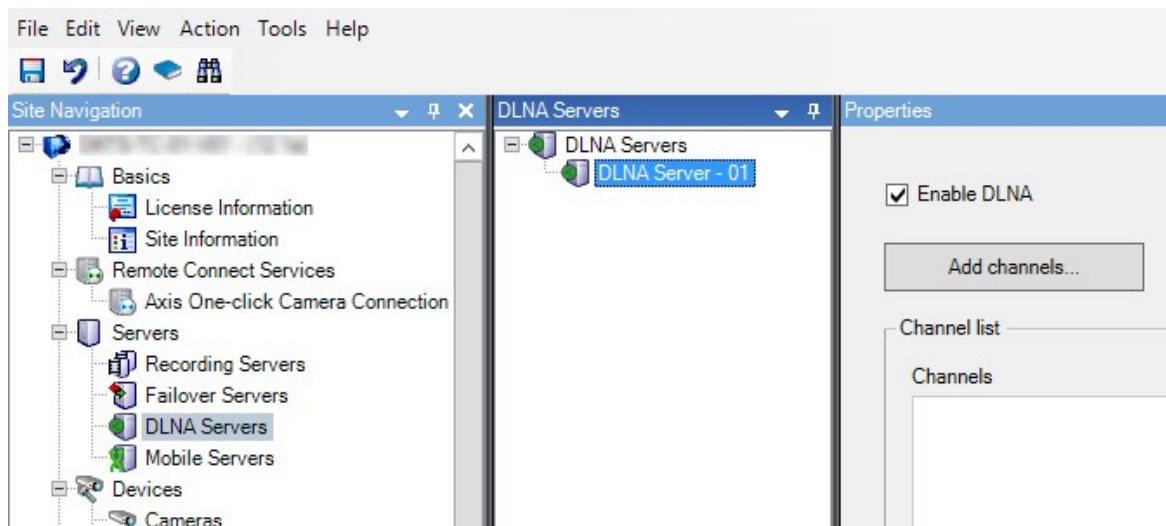 File Edit View Action Tools Help
Site Navigation
Basics
License Information
Site Information
Remote Connect Services
Axis One-click Camera Connection
Servers
Recording Servers
Failover Servers
DLNA Servers
Mobile Servers
Devices
Cameras
DLNA Servers
DLNA Servers
DLNA Server - 01
Properties
Enable DLNA
Add channels...
Channel list
Channels